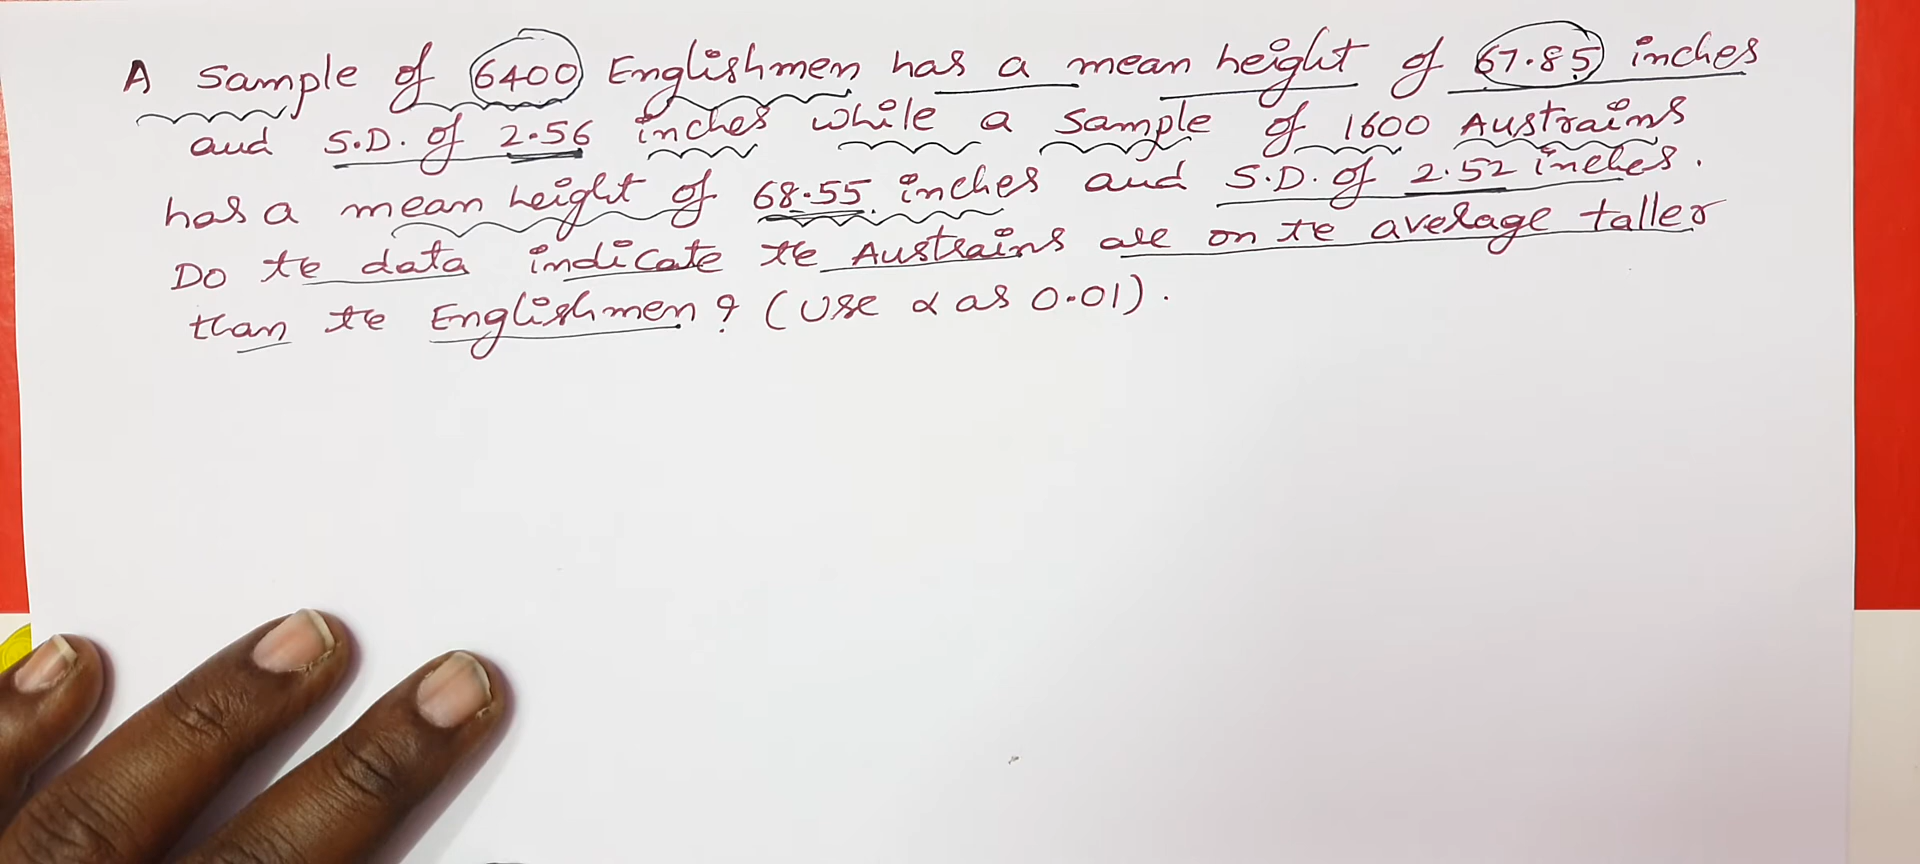 A sample of 6400 Englishmen has a mean height of 67.85 inches
and S.D. of 2.56 inches while a sample of 1600 Austrains
has a mean height of 68.55 inches and S.D. of 2.52 inches.
Do te data indicate te Austrains are on te average taller
than te Englishmen? (Use α as 0.01).